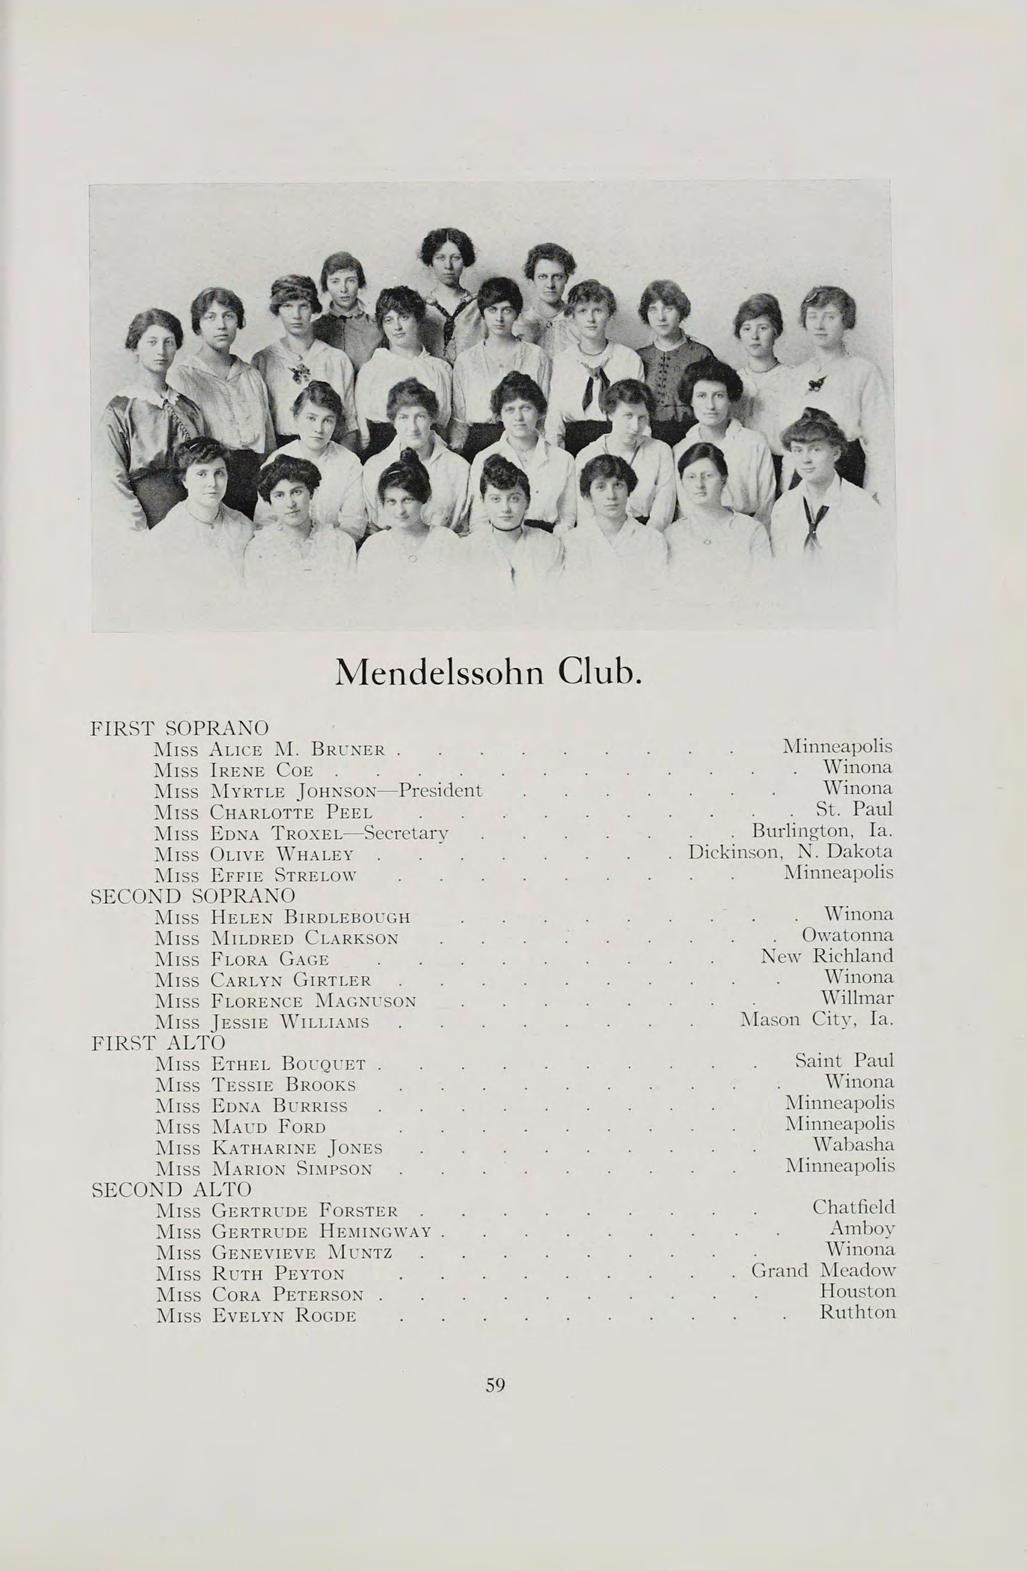 Mendelssohn Club.
FIRST SOPRANO
MISS ALICE M. BRUNER . . . . . . . . . Minneapolis
MISS IRENE COE . . . . . . . . . . . . Winona
MISS MYRTLE JOHNSON—President . . . . . . . Winona
MISS CHARLOTTE PEEL . . . . . . . . . . St. Paul
MISS EDNA TROXEL—Secretary . . . . . . . Burlington, Ia.
MISS OLIVE WHALEY . . . . . . . . Dickinson, N. Dakota
MISS EFFIE STRELOW . . . . . . . . . Minneapolis
SECOND SOPRANO
MISS HELEN BIRDLEBOUGH . . . . . . . . . Winona
MISS MILDRED CLARKSON . . . . . . . . . Owatonna
MISS FLORA GAGE . . . . . . . . . New Richland
MISS CARLYN GIRTLER . . . . . . . . . . Winona
MISS FLORENCE MAGNUSON . . . . . . . . Willmar
MISS JESSIE WILLIAMS . . . . . . . . Mason City, Ia.
FIRST ALTO
MISS ETHEL BOUQUET . . . . . . . . . . Saint Paul
MISS TESSIE BROOKS . . . . . . . . . . Winona
MISS EDNA BURRISS . . . . . . . . . Minneapolis
MISS MAUD FORD . . . . . . . . . Minneapolis
MISS KATHARINE JONES . . . . . . . . . Wabasha
MISS MARION SIMPSON . . . . . . . . . Minneapolis
SECOND ALTO
MISS GERTRUDE FORSTER . . . . . . . . . Chatfield
MISS GERTRUDE HEMINGWAY . . . . . . . . . Amboy
MISS GENEVIEVE MUNTZ . . . . . . . . . Winona
MISS RUTH PEYTON . . . . . . . . . Grand Meadow
MISS CORA PETERSON . . . . . . . . . . Houston
MISS EVELYN ROGDE . . . . . . . . . . Ruthton
59